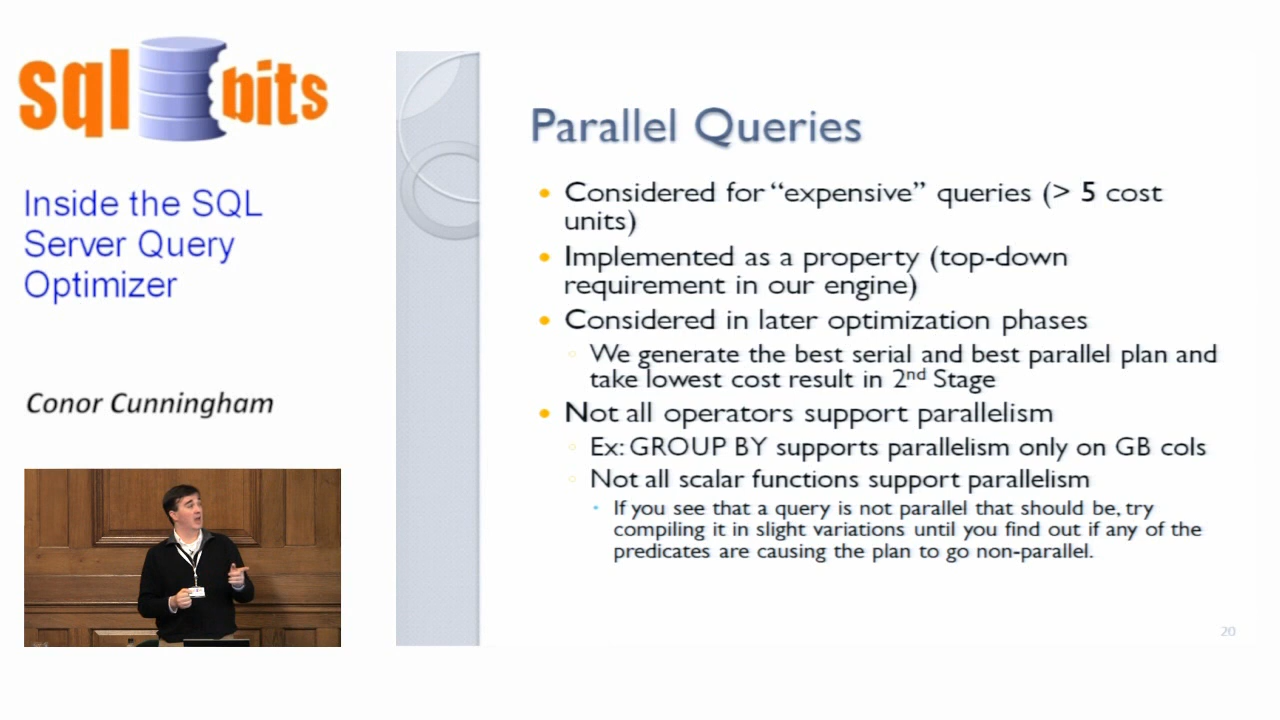 sql bits
Inside the SQL
Server Query
Optimizer
Conor Cunningham
Parallel Queries
Considered for “expensive” queries (> 5 cost
units)
Implemented as a property (top-down
requirement in our engine)
Considered in later optimization phases
We generate the best serial and best parallel plan and
take lowest cost result in 2nd Stage
Not all operators support parallelism
Ex: GROUP BY supports parallelism only on GB cols
Not all scalar functions support parallelism
If you see that a query is not parallel that should be, try
compiling it in slight variations until you find out if any of the
predicates are causing the plan to go non-parallel.
20